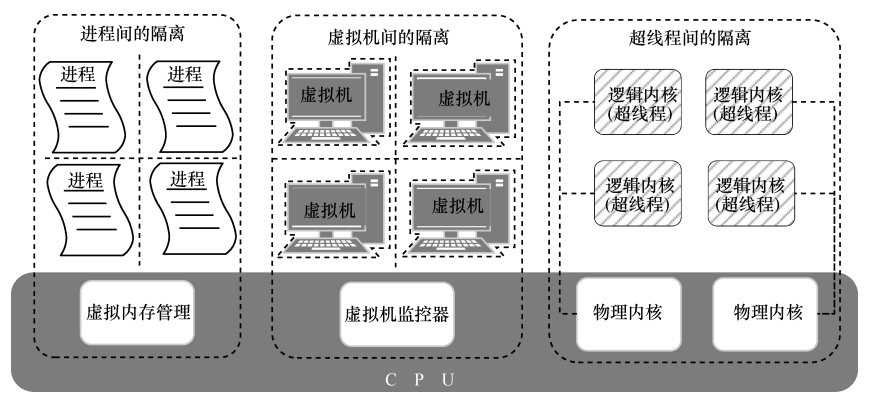 进程间的隔离
进程
进程
进程
进程
虚拟内存管理
虚拟机间的隔离
虚拟机
虚拟机
虚拟机
虚拟机
虚拟机监控器
超线程间的隔离
逻辑内核
(超线程)
逻辑内核
(超线程)
逻辑内核
(超线程)
逻辑内核
(超线程)
物理内核
物理内核
C P U